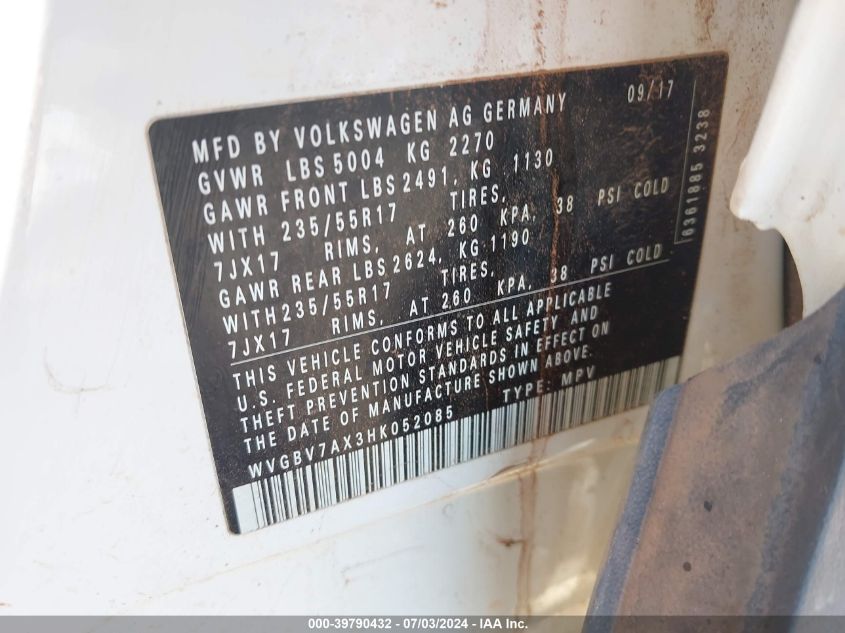 MFD BY VOLKSWAGEN AG GERMANY 09/17
GVWR LBS 5004 KG 2270
GAWR FRONT LBS 2491, KG 1130
WITH 235/55R17 TIRES,
7JX17 RIMS, AT 260 KPA, 38 PSI COLD
GAWR REAR LBS 2624, KG 1190
WITH 235/55R17 TIRES,
7JX17 RIMS, AT 260 KPA, 38 PSI COLD
THIS VEHICLE CONFORMS TO ALL APPLICABLE
U.S. FEDERAL MOTOR VEHICLE SAFETY AND
THEFT PREVENTION STANDARDS IN EFFECT ON
THE DATE OF MANUFACTURE SHOWN ABOVE.
WVGBV7AX3HK052085 TYPE: MPV
6361885 3238
000-39790432 - 07/03/2024 - IAA Inc.